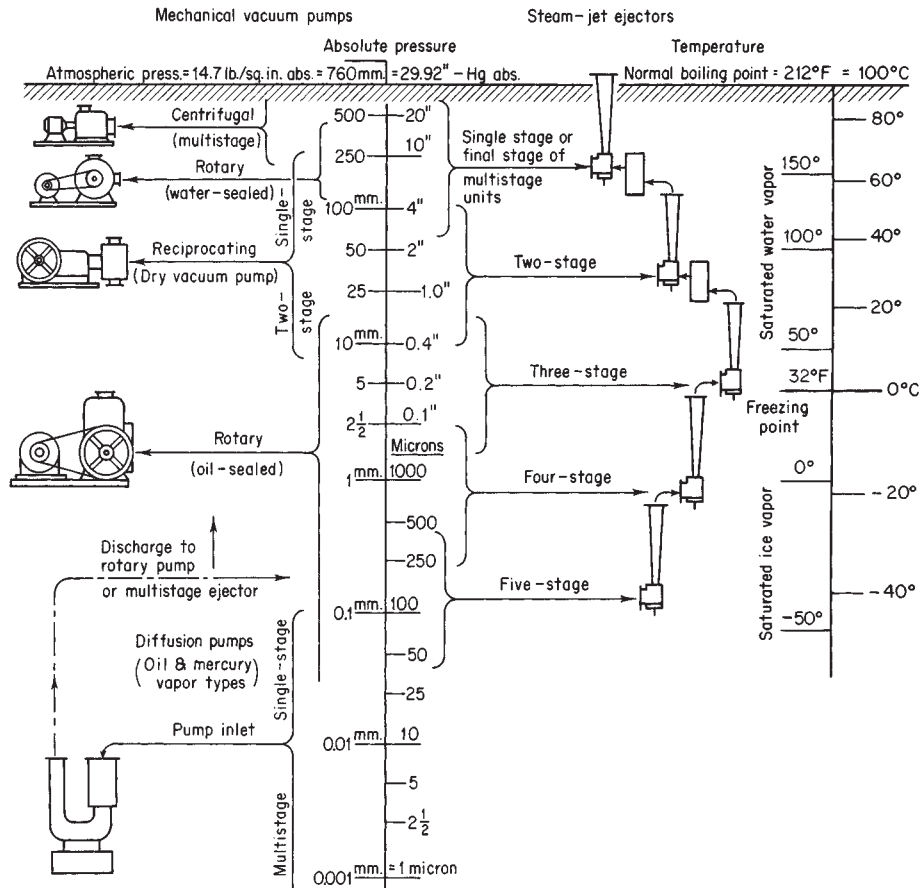 Mechanical vacuum pumps
Steam-jet ejectors
Absolute pressure
Temperature
Atmospheric press.= 14.7 lb./sq.in. abs. = 760mm. = 29.92" - Hg abs.
Normal boiling point = 212°F = 100°C
Centrifugal
(multistage)
Rotary
(water-sealed)
Reciprocating
(Dry vacuum pump)
Single-
stage
Two-
stage
Rotary
(oil-sealed)
Discharge to
rotary pump
or multistage ejector
Diffusion pumps
(Oil & mercury
vapor types)
Pump inlet
Single-stage
Multistage
500 20"
250 10"
100 mm. 4"
50 2"
25 1.0"
10 mm. 0.4"
5 0.2"
2 1/2 0.1"
Microns
1 mm. 1000
500
250
0.1 mm. 100
50
25
0.01 mm. 10
5
2 1/2
0.001 mm. = 1 micron
Single stage or
final stage of
multistage
units
Two-stage
Three-stage
Four-stage
Five-stage
Saturated water vapor
150°
100°
50°
32°F
Freezing
point
0°
-50°
Saturated ice vapor
80°
60°
40°
20°
0°C
-20°
-40°